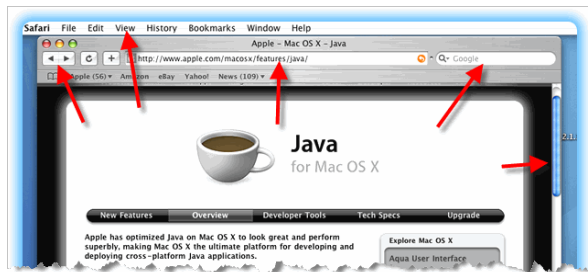 Safari File Edit View History Bookmarks Window Help
Apple - Mac OS X - Java
http://www.apple.com/macosx/features/java/ Google
Apple (56) Amazon eBay Yahoo! News (109)
Java
for Mac OS X
New Features Overview Developer Tools Tech Specs Upgrade
Apple has optimized Java on Mac OS X to look great and perform
superbly, making Mac OS X the ultimate platform for developing and
deploying cross-platform Java applications.
Explore Mac OS X
Aqua User Interface